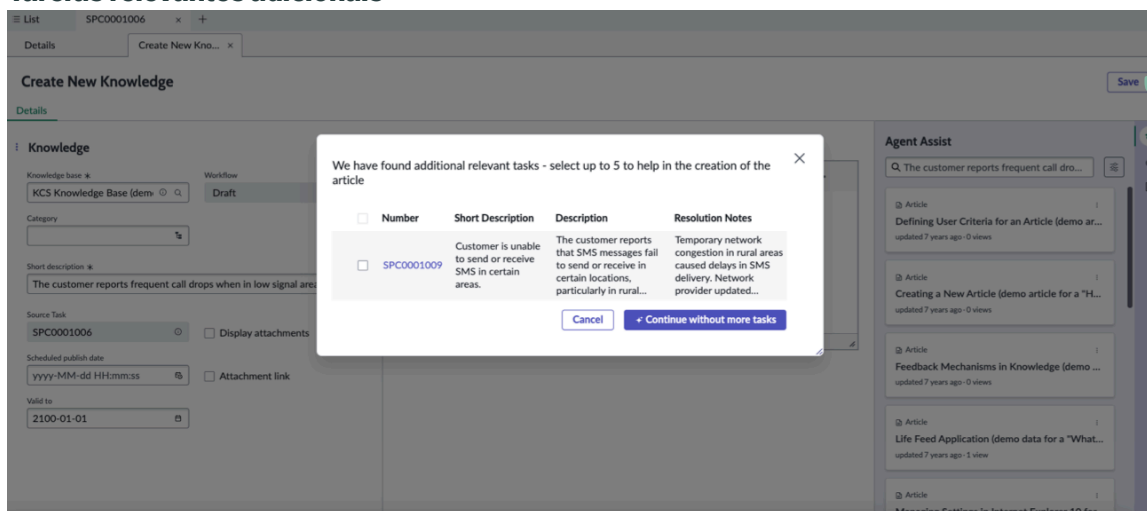 List SPC0001006 × +
Details Create New Kno... ×
Create New Knowledge
Save
Details
Knowledge
Knowledge base *
KCS Knowledge Base (dem
Workflow
Draft
Category
Short description *
The customer reports frequent call drops when in low signal area
Source Task
SPC0001006
Display attachments
Scheduled publish date
yyyy-MM-dd HH:mm:ss
Attachment link
Valid to
2100-01-01
We have found additional relevant tasks - select up to 5 to help in the creation of the
article
Number Short Description Description Resolution Notes
SPC0001009
Customer is unable
to send or receive
SMS in certain
areas.
The customer reports
that SMS messages fail
to send or receive in
certain locations,
particularly in rural...
Temporary network
congestion in rural areas
caused delays in SMS
delivery. Network
provider updated...
Cancel
Continue without more tasks
Agent Assist
The customer reports frequent call dro...
Article
Defining User Criteria for an Article (demo ar...
updated 7 years ago · 0 views
Article
Creating a New Article (demo article for a "H...
updated 7 years ago · 0 views
Article
Feedback Mechanisms in Knowledge (demo ...
updated 7 years ago · 0 views
Article
Life Feed Application (demo data for a "What...
updated 7 years ago · 1 view
Article